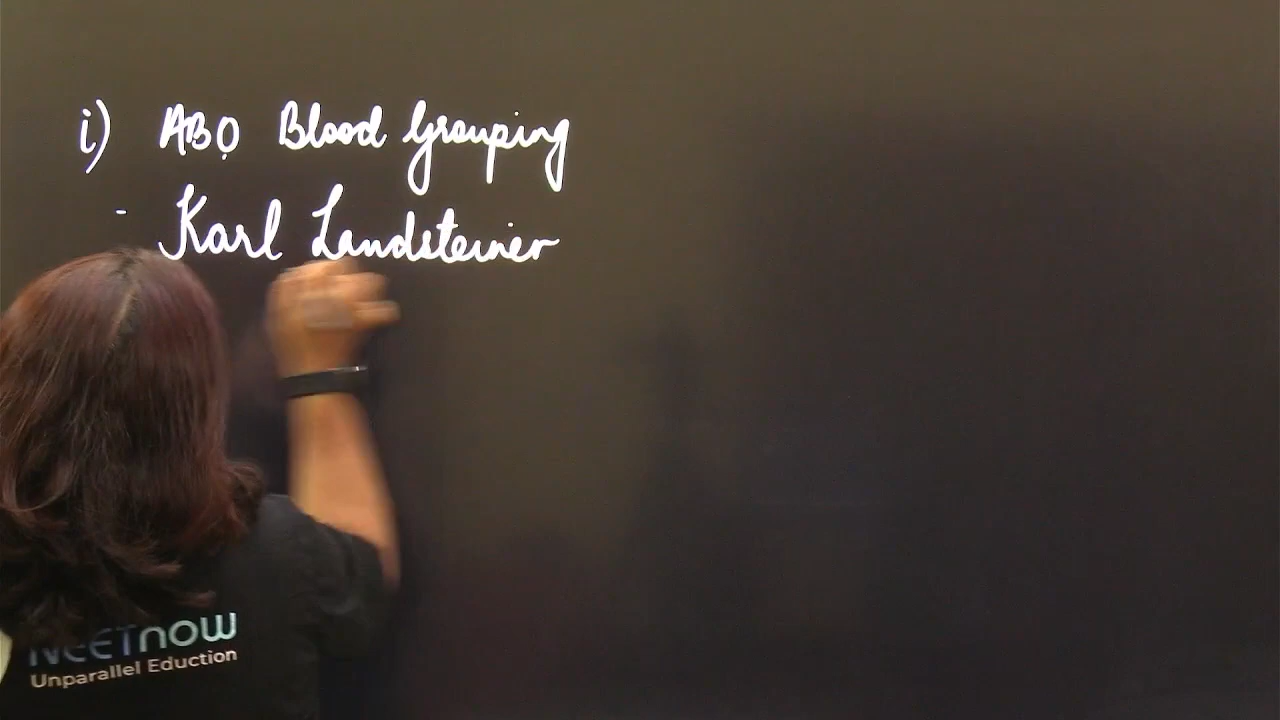 i) ABO Blood Grouping
- Karl Landsteiner
NEETnow
Unparallel Eduction